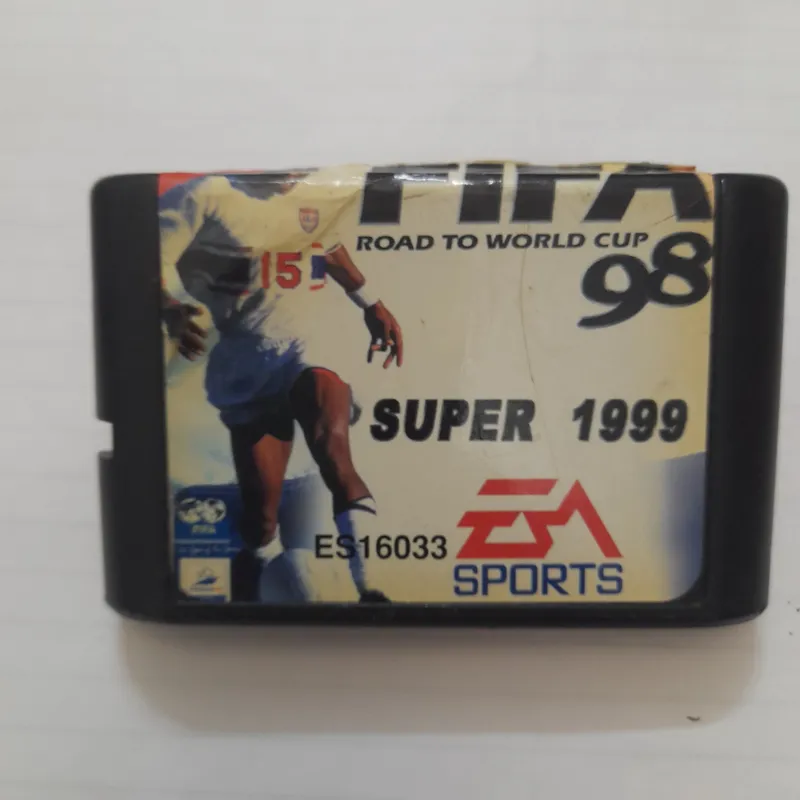 FIFA
ROAD TO WORLD CUP
98
15
SUPER 1999
ES16033
EA
SPORTS
FIFA